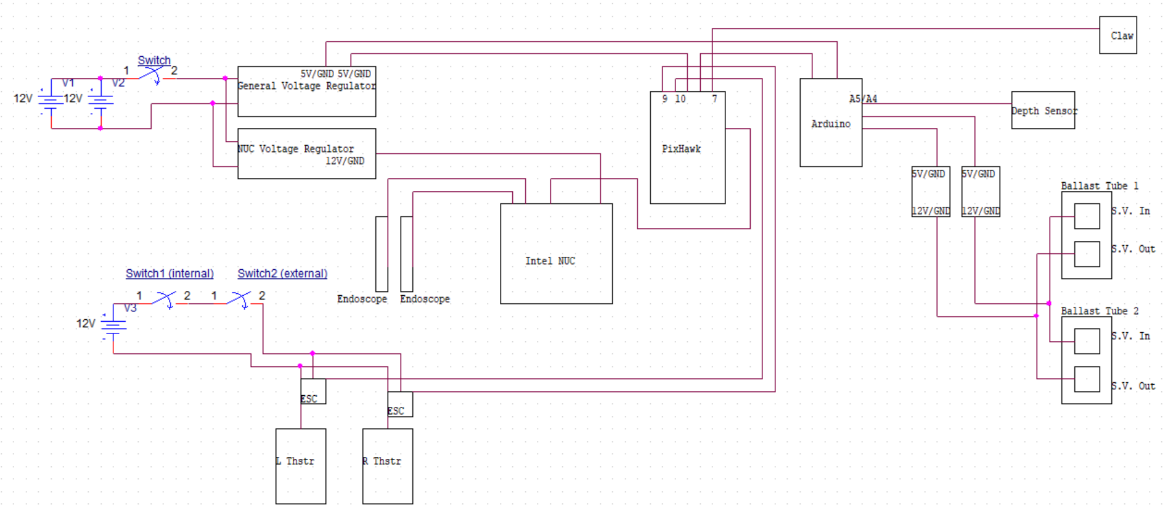 Claw
Switch
1 2
V1 V2
12V 12V
5V/GND 5V/GND
General Voltage Regulator
9 10 7
A5/A4
Depth Sensor
Arduino
NUC Voltage Regulator
12V/GND
PixHawk
5V/GND 5V/GND
12V/GND 12V/GND
Ballast Tube 1
S.V. In
S.V. Out
Intel NUC
Switch1 (internal) Switch2 (external)
1 2 1 2
Endoscope Endoscope
V3
12V
Ballast Tube 2
S.V. In
S.V. Out
ESC
ESC
L Thstr R Thstr